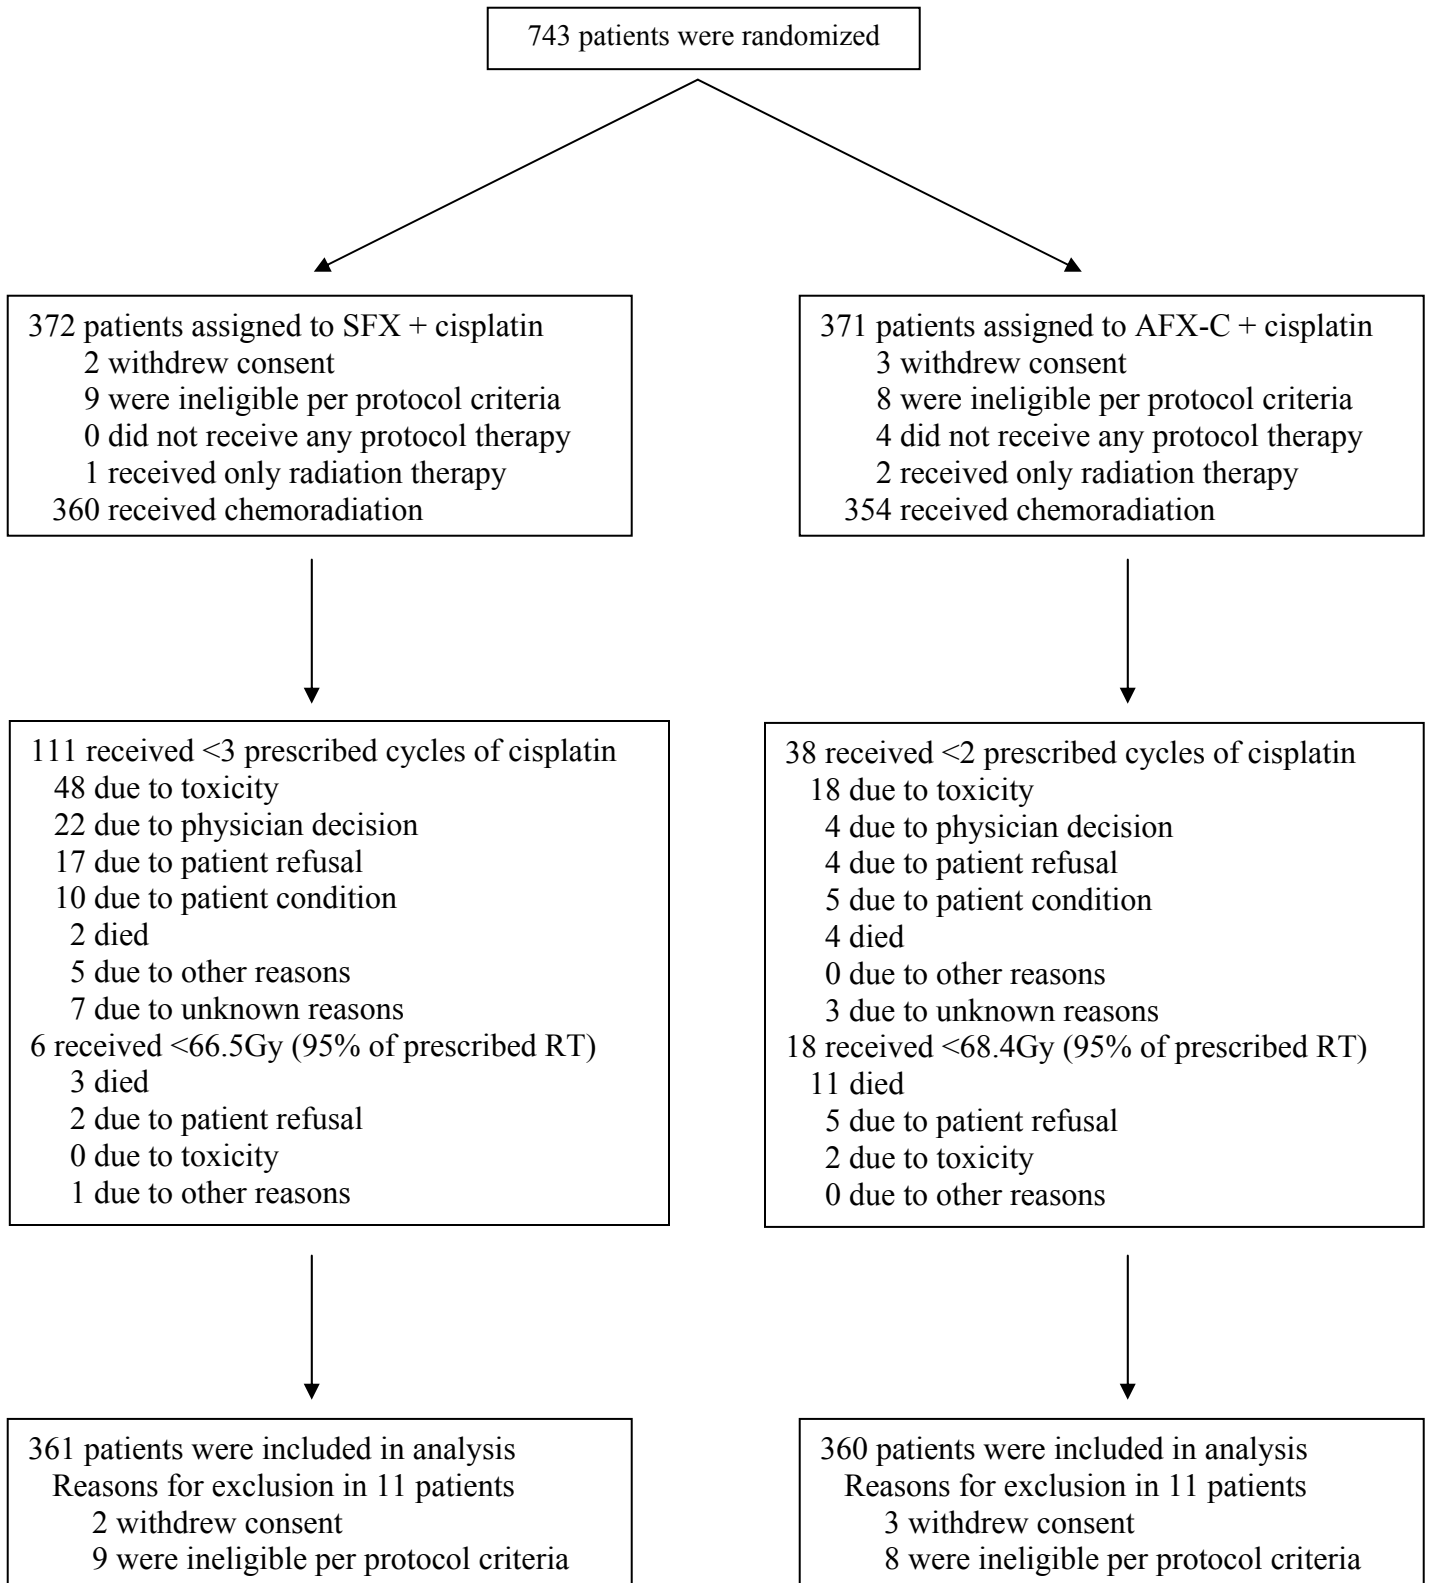 743 patients were randomized
372 patients assigned to SFX + cisplatin
2 withdrew consent
9 were ineligible per protocol criteria
0 did not receive any protocol therapy
1 received only radiation therapy
360 received chemoradiation
371 patients assigned to AFX-C + cisplatin
3 withdrew consent
8 were ineligible per protocol criteria
4 did not receive any protocol therapy
2 received only radiation therapy
354 received chemoradiation
111 received <3 prescribed cycles of cisplatin
48 due to toxicity
22 due to physician decision
17 due to patient refusal
10 due to patient condition
2 died
5 due to other reasons
7 due to unknown reasons
6 received <66.5Gy (95% of prescribed RT)
3 died
2 due to patient refusal
0 due to toxicity
1 due to other reasons
38 received <2 prescribed cycles of cisplatin
18 due to toxicity
4 due to physician decision
4 due to patient refusal
5 due to patient condition
4 died
0 due to other reasons
3 due to unknown reasons
18 received <68.4Gy (95% of prescribed RT)
11 died
5 due to patient refusal
2 due to toxicity
0 due to other reasons
361 patients were included in analysis
Reasons for exclusion in 11 patients
2 withdrew consent
9 were ineligible per protocol criteria
360 patients were included in analysis
Reasons for exclusion in 11 patients
3 withdrew consent
8 were ineligible per protocol criteria